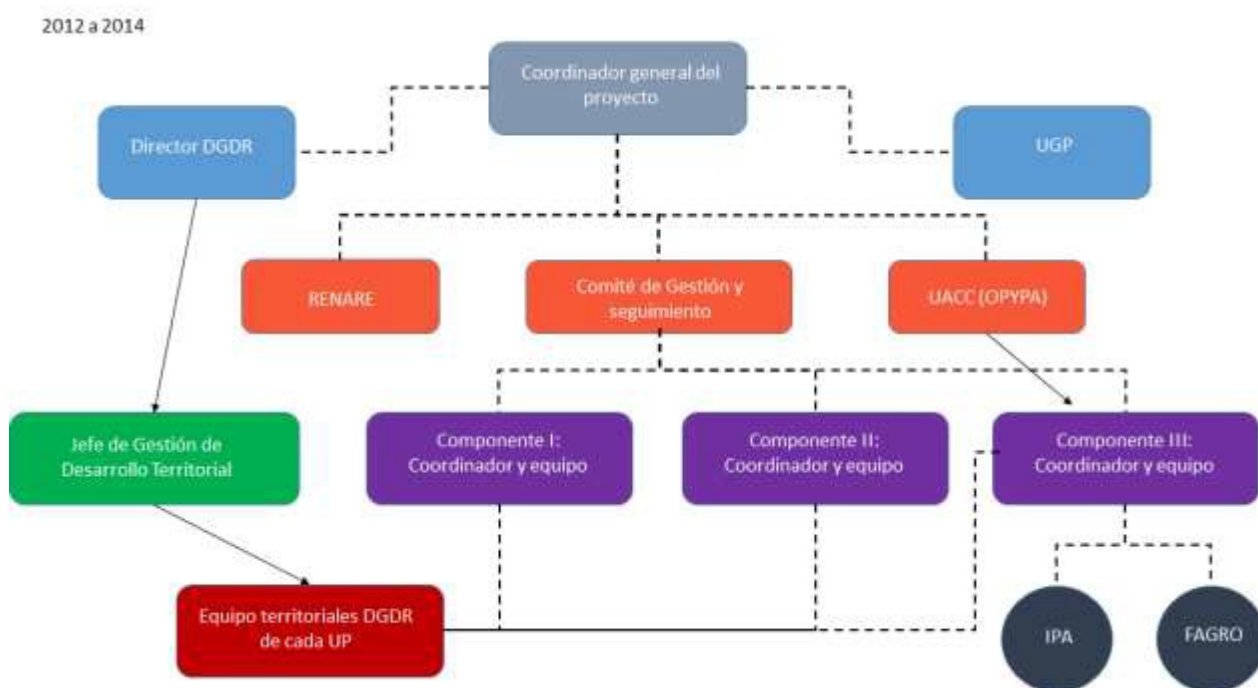 2012 a 2014
Coordinador general del
proyecto
Director DGDR
UGP
RENARE
Comité de Gestión y
seguimiento
UACC (OPYPA)
Jefe de Gestión de
Desarrollo Territorial
Componente I:
Coordinador y equipo
Componente II:
Coordinador y equipo
Componente III:
Coordinador y equipo
Equipo territoriales DGDR
de cada UP
IPA
FAGRO